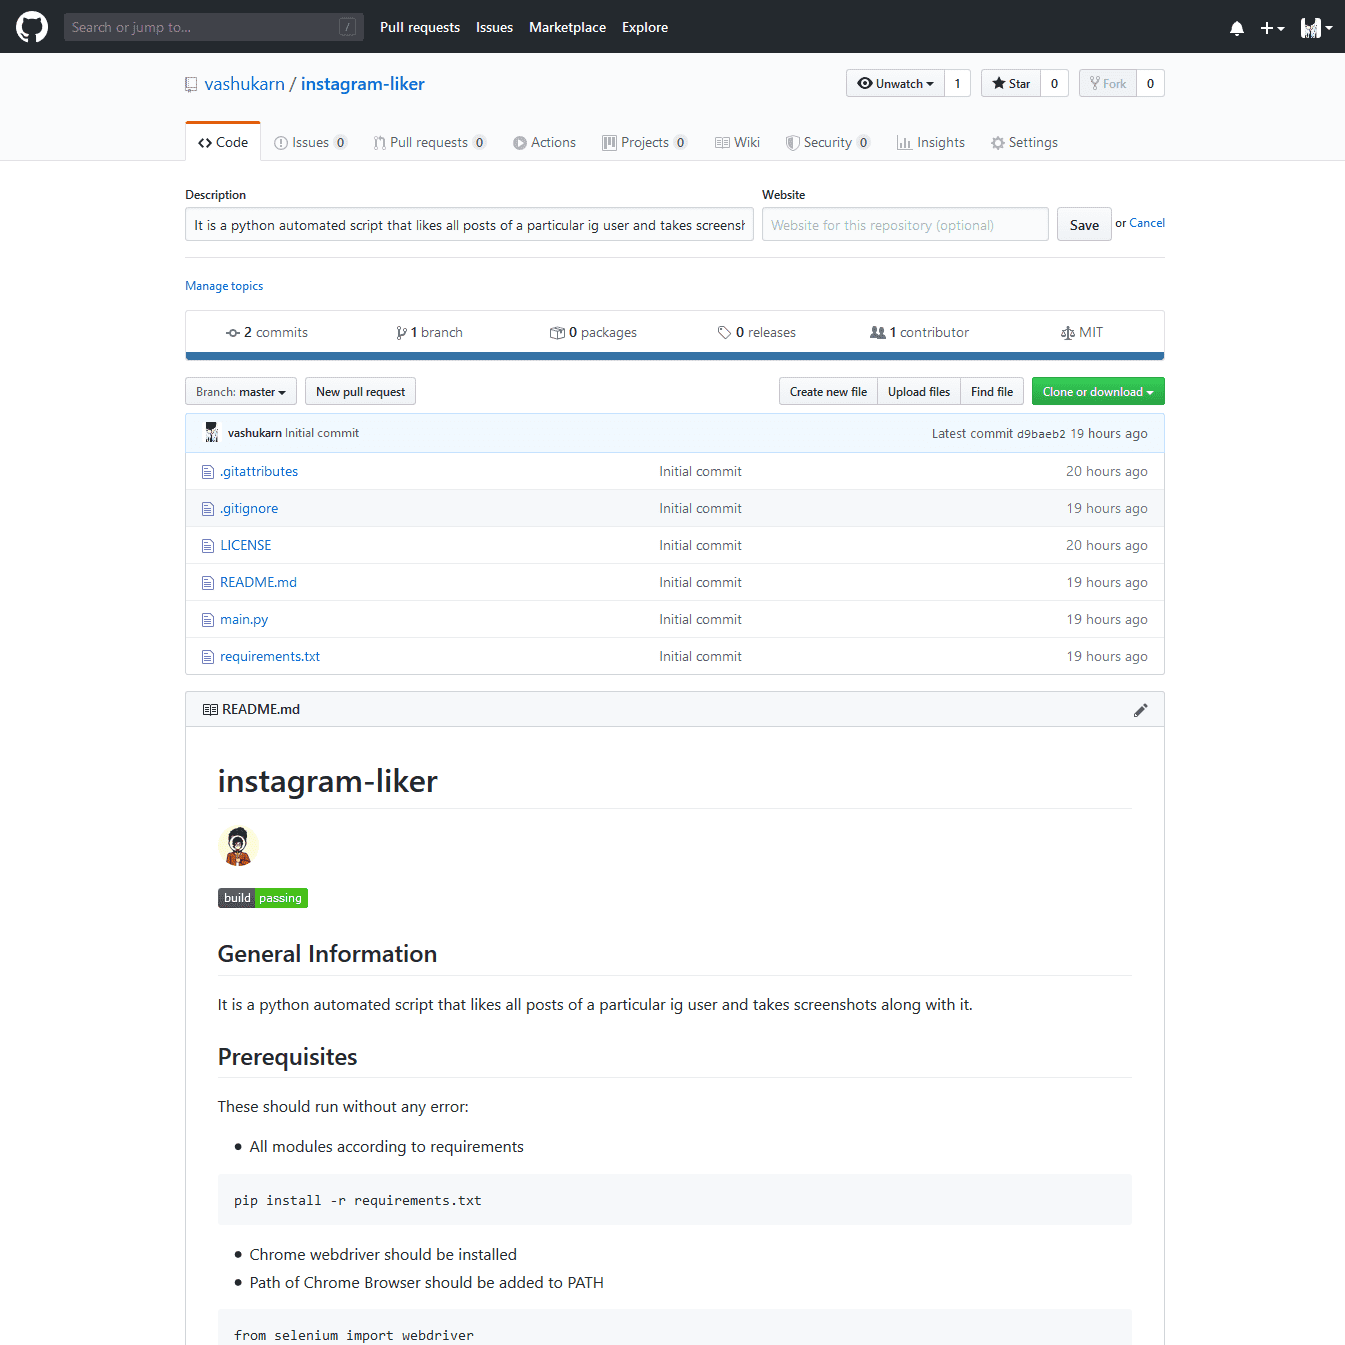 Search or jump to... /
Pull requests Issues Marketplace Explore
vashukarn / instagram-liker
Unwatch 1 Star 0 Fork 0
Code Issues 0 Pull requests 0 Actions Projects 0 Wiki Security 0 Insights Settings
Description Website
It is a python automated script that likes all posts of a particular ig user and takes screensh Website for this repository (optional) Save or Cancel
Manage topics
2 commits 1 branch 0 packages 0 releases 1 contributor MIT
Branch: master New pull request Create new file Upload files Find file Clone or download
vashukarn Initial commit Latest commit d9baeb2 19 hours ago
.gitattributes Initial commit 20 hours ago
.gitignore Initial commit 19 hours ago
LICENSE Initial commit 20 hours ago
README.md Initial commit 19 hours ago
main.py Initial commit 19 hours ago
requirements.txt Initial commit 19 hours ago
README.md
instagram-liker
build passing
General Information
It is a python automated script that likes all posts of a particular ig user and takes screenshots along with it.
Prerequisites
These should run without any error:
All modules according to requirements
pip install -r requirements.txt
Chrome webdriver should be installed
Path of Chrome Browser should be added to PATH
from selenium import webdriver